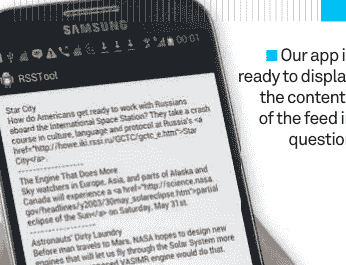 SAMSUNG
00:01
RSSTool
Star City
How do Americans get ready to work with Russians
aboard the International Space Station? They take a crash
course in culture, language and protocol at Russia's <a
href="http://howe.iki.rssi.ru/GCTC/gctc_e.htm">Star
City</a>.
The Engine That Does More
Sky watchers in Europe, Asia, and parts of Alaska and
Canada will experience a <a href="http://science.nasa.
gov/headlines/y2003/30may_solareclipse.htm">partial
eclipse of the Sun</a> on Saturday, May 31st.
Astronauts' Dirty Laundry
Before man travels to Mars, NASA hopes to design new
engines that will let us fly through the Solar System more
VASIMR engine would do that.
Our app i
ready to displa
the content
of the feed i
question